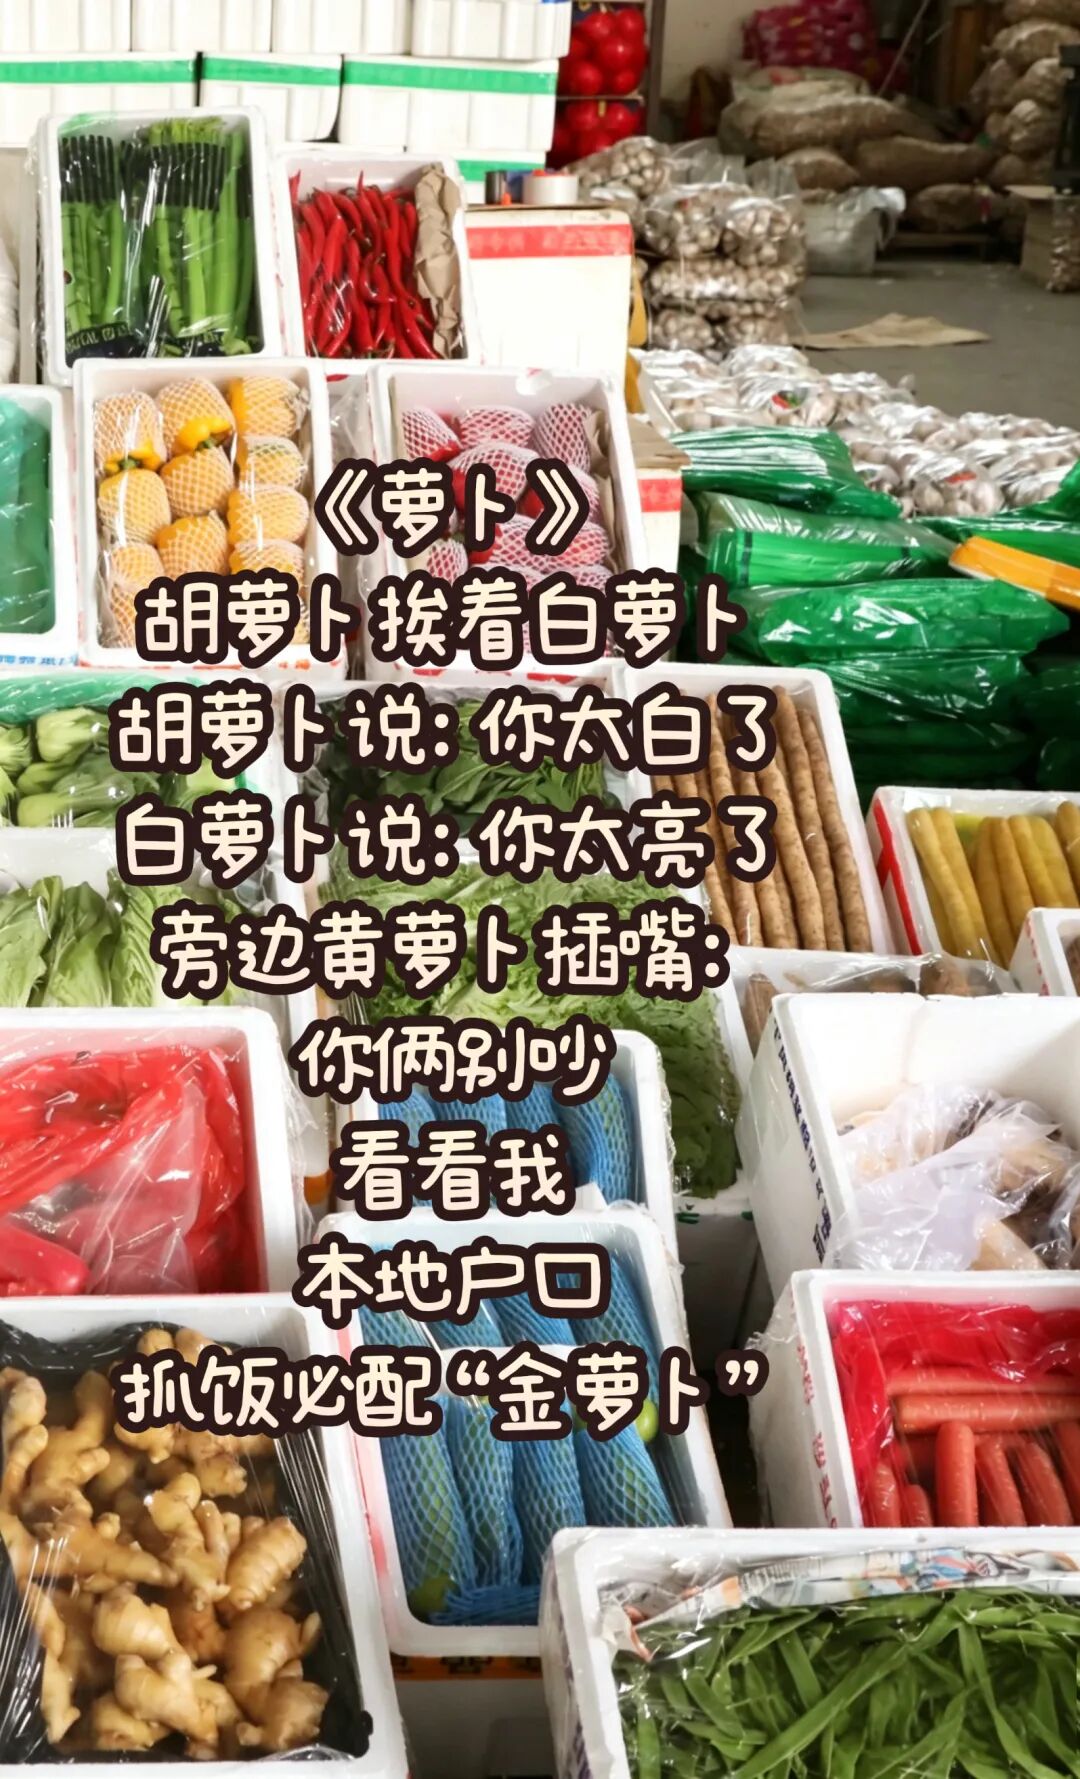 《萝卜》
胡萝卜挨着白萝卜
胡萝卜说：你太白了
白萝卜说：你太亮了
旁边黄萝卜插嘴：
你俩别吵
看看我
本地户口
抓饭必配“金萝卜”